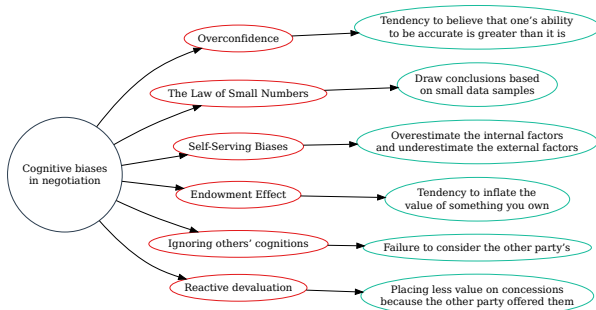 Cognitive biases
in negotiation
Overconfidence
Tendency to believe that one’s ability
to be accurate is greater than it is
The Law of Small Numbers
Draw conclusions based
on small data samples
Self-Serving Biases
Overestimate the internal factors
and underestimate the external factors
Endowment Effect
Tendency to inflate the
value of something you own
Ignoring others’ cognitions
Failure to consider the other party’s
Reactive devaluation
Placing less value on concessions
because the other party offered them